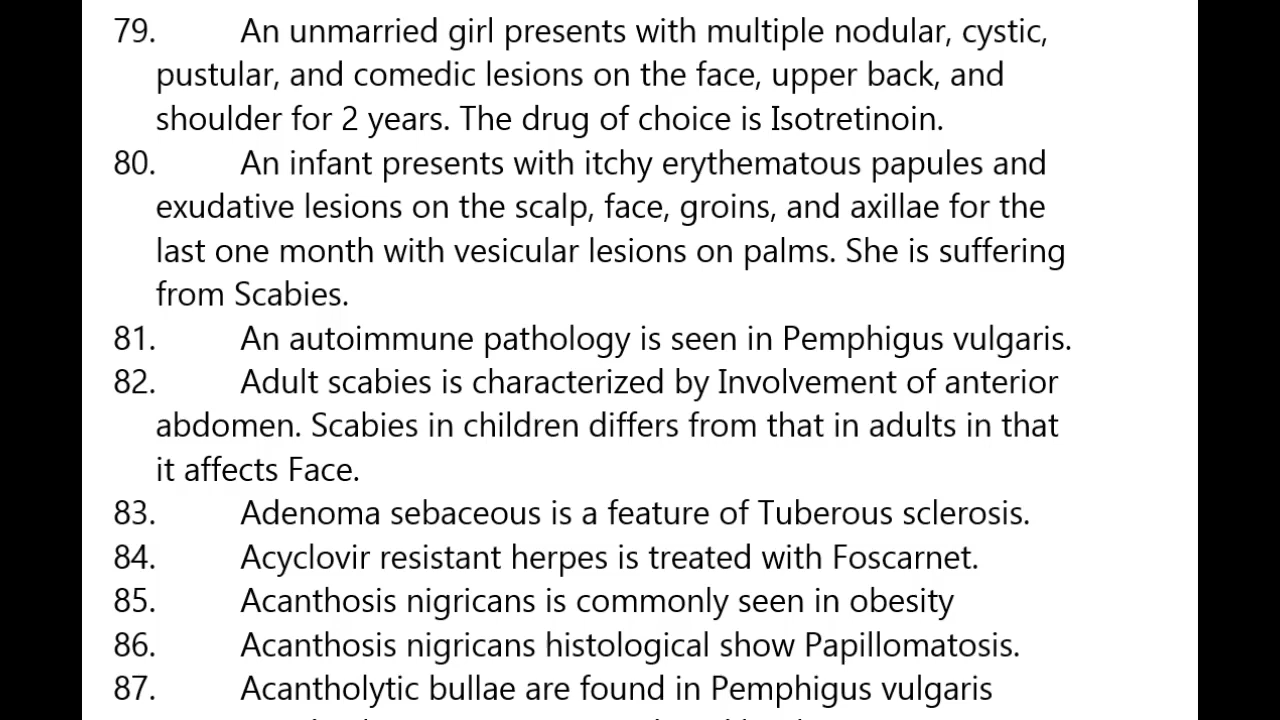 79. An unmarried girl presents with multiple nodular, cystic,
pustular, and comedic lesions on the face, upper back, and
shoulder for 2 years. The drug of choice is Isotretinoin.
80. An infant presents with itchy erythematous papules and
exudative lesions on the scalp, face, groins, and axillae for the
last one month with vesicular lesions on palms. She is suffering
from Scabies.
81. An autoimmune pathology is seen in Pemphigus vulgaris.
82. Adult scabies is characterized by Involvement of anterior
abdomen. Scabies in children differs from that in adults in that
it affects Face.
83. Adenoma sebaceous is a feature of Tuberous sclerosis.
84. Acyclovir resistant herpes is treated with Foscarnet.
85. Acanthosis nigricans is commonly seen in obesity
86. Acanthosis nigricans histological show Papillomatosis.
87. Acantholytic bullae are found in Pemphigus vulgaris